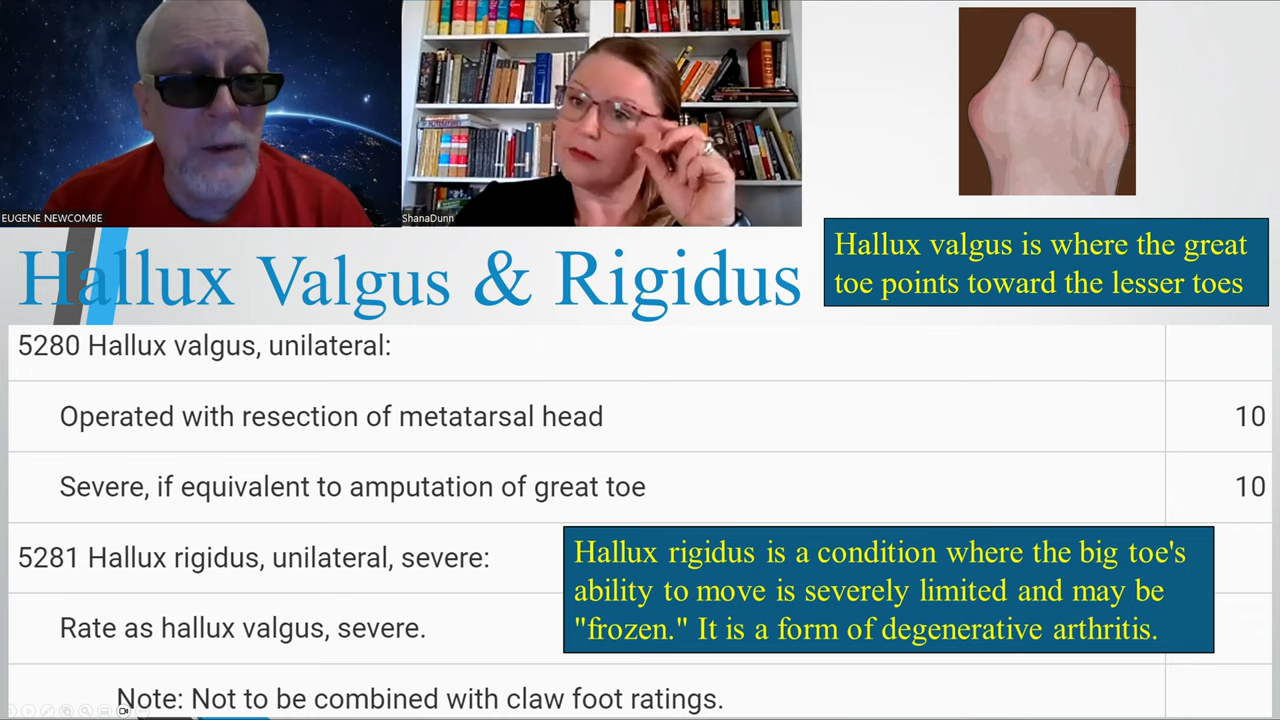 EUGENE NEWCOMBE
ShanaDunn
Hallux Valgus & Rigidus
Hallux valgus is where the great
toe points toward the lesser toes
5280 Hallux valgus, unilateral:
Operated with resection of metatarsal head 10
Severe, if equivalent to amputation of great toe 10
5281 Hallux rigidus, unilateral, severe:
Hallux rigidus is a condition where the big toe's
ability to move is severely limited and may be
"frozen." It is a form of degenerative arthritis.
Rate as hallux valgus, severe.
Note: Not to be combined with claw foot ratings.